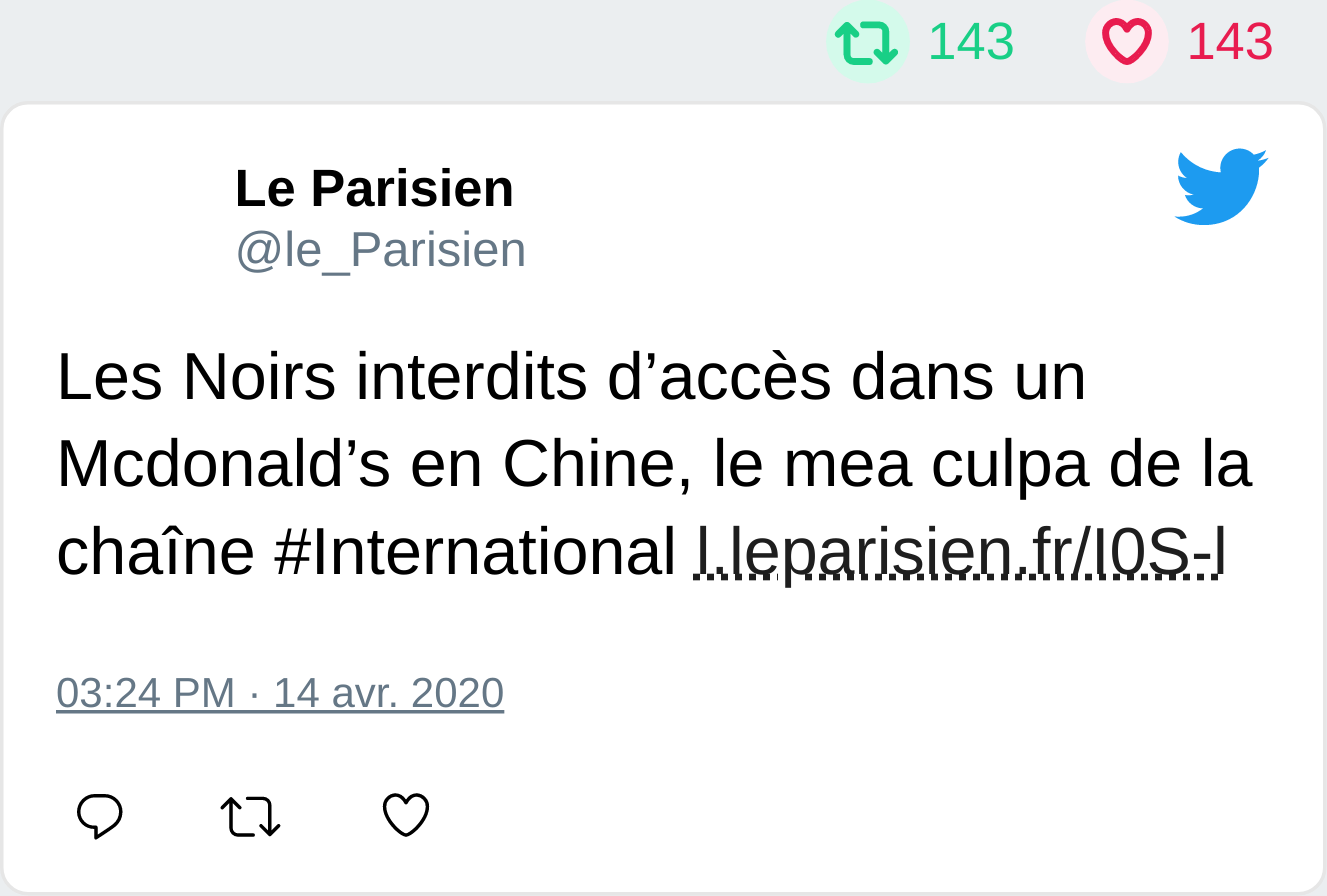 143 143
Le Parisien
@le_Parisien
Les Noirs interdits d’accès dans un
Mcdonald’s en Chine, le mea culpa de la
chaîne #International l.leparisien.fr/I0S-l
03:24 PM · 14 avr. 2020